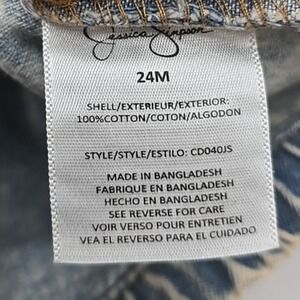 Jessica Simpson
24M
SHELL/EXTERIEUR/EXTERIOR:
100%COTTON/COTON/ALGODON
STYLE/STYLE/ESTILO: CD040JS
MADE IN BANGLADESH
FABRIQUE EN BANGLADESH
HECHO EN BANGLADESH
SEE REVERSE FOR CARE
VOIR VERSO POUR ENTRETIEN
VEA EL REVERSO PARA EL CUIDADO